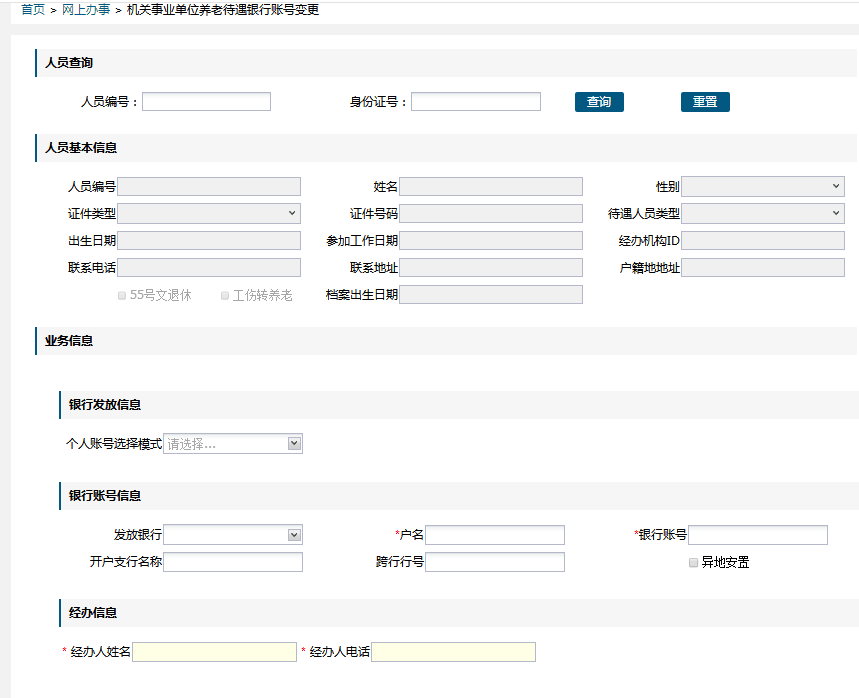 首页 > 网上办事 > 机关事业单位养老待遇银行账号变更
人员查询
人员编号： 身份证号： 查询 重置
人员基本信息
人员编号 姓名 性别
证件类型 证件号码 待遇人员类型
出生日期 参加工作日期 经办机构ID
联系电话 联系地址 户籍地地址
55号文退休 工伤转养老 档案出生日期
业务信息
银行发放信息
个人账号选择模式 请选择...
银行账号信息
发放银行 *户名 *银行账号
开户支行名称 跨行行号 异地安置
经办信息
* 经办人姓名 * 经办人电话